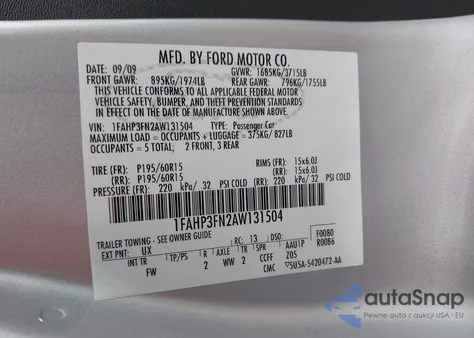 MFD. BY FORD MOTOR CO.
DATE: 09/09 GVWR: 1685KG/3715LB
FRONT GAWR: 895KG/1974LB REAR GAWR: 796KG/1755LB
THIS VEHICLE CONFORMS TO ALL APPLICABLE FEDERAL MOTOR
VEHICLE SAFETY, BUMPER, AND THEFT PREVENTION STANDARDS
IN EFFECT ON THE DATE OF MANUFACTURE SHOWN ABOVE.
VIN: 1FAHP3FN2AW131504 TYPE: Passenger Car
MAXIMUM LOAD = OCCUPANTS + LUGGAGE = 375KG/ 827LB
OCCUPANTS = 5 TOTAL: 2 FRONT, 3 REAR
TIRE (FR): P195/60R15 RIMS (FR): 15x6.0J
(RR): P195/60R15 (RR): 15x6.0J
PRESSURE (FR): 220 kPa/ 32 PSI COLD (RR): 220 kPa/ 32 PSI COLD
1FAHP3FN2AW131504
TRAILER TOWING - SEE OWNER GUIDE
EXT PNT: UX RC: 13 DSO: F0080
R0086
INT TR TP/PS R AXLE TR SPR AAU1P
FW 2 WW 2 CCFF Z05
CMC 5U5A-5420472-AA
autoSnap
Pewne auta z aukcji USA - EU